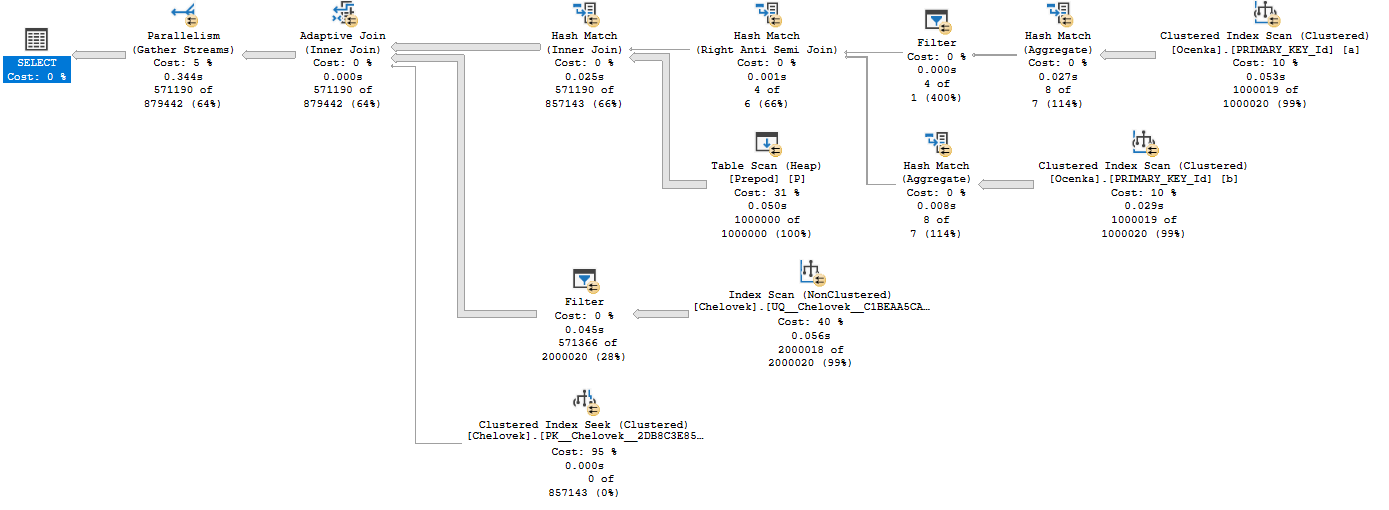 SELECT
Cost: 0 %
Parallelism
(Gather Streams)
Cost: 5 %
0.344s
571190 of
879442 (64%)
Adaptive Join
(Inner Join)
Cost: 0 %
0.000s
571190 of
879442 (64%)
Hash Match
(Inner Join)
Cost: 0 %
0.025s
571190 of
857143 (66%)
Hash Match
(Right Anti Semi Join)
Cost: 0 %
0.001s
4 of
6 (66%)
Filter
Cost: 0 %
0.000s
4 of
1 (400%)
Hash Match
(Aggregate)
Cost: 0 %
0.027s
8 of
7 (114%)
Clustered Index Scan (Clustered)
[Ocenka].[PRIMARY_KEY_Id] [a]
Cost: 10 %
0.053s
1000019 of
1000020 (99%)
Table Scan (Heap)
[Prepod] [P]
Cost: 31 %
0.050s
1000000 of
1000000 (100%)
Hash Match
(Aggregate)
Cost: 0 %
0.008s
8 of
7 (114%)
Clustered Index Scan (Clustered)
[Ocenka].[PRIMARY_KEY_Id] [b]
Cost: 10 %
0.029s
1000019 of
1000020 (99%)
Filter
Cost: 0 %
0.045s
571366 of
2000020 (28%)
Index Scan (NonClustered)
[Chelovek].[UQ__Chelovek__C1BEAA5CA…
Cost: 40 %
0.056s
2000018 of
2000020 (99%)
Clustered Index Seek (Clustered)
[Chelovek].[PK__Chelovek__2DB8C3E85…
Cost: 95 %
0.000s
0 of
857143 (0%)